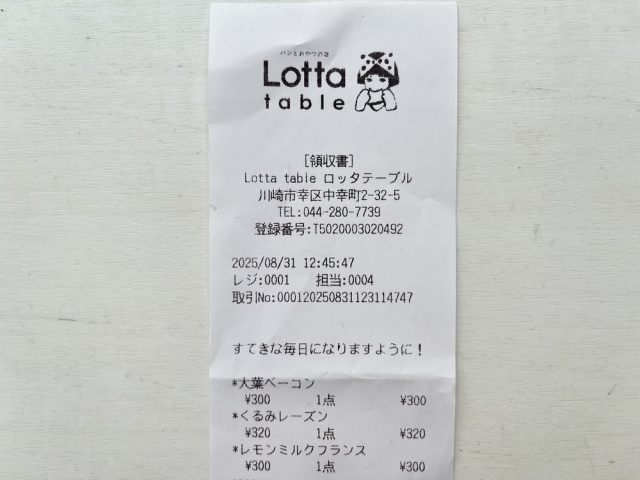 パンとおやつの店
Lotta
table
[領収書]
Lotta table ロッタテーブル
川崎市幸区中幸町2-32-5
TEL:044-280-7739
登録番号:T5020003020492
2025/08/31 12:45:47
レジ:0001 担当:0004
取引No:000120250831123114747
すてきな毎日になりますように!
*大葉ベーコン
¥300 1点 ¥300
*くるみレーズン
¥320 1点 ¥320
*レモンミルクフランス
¥300 1点 ¥300